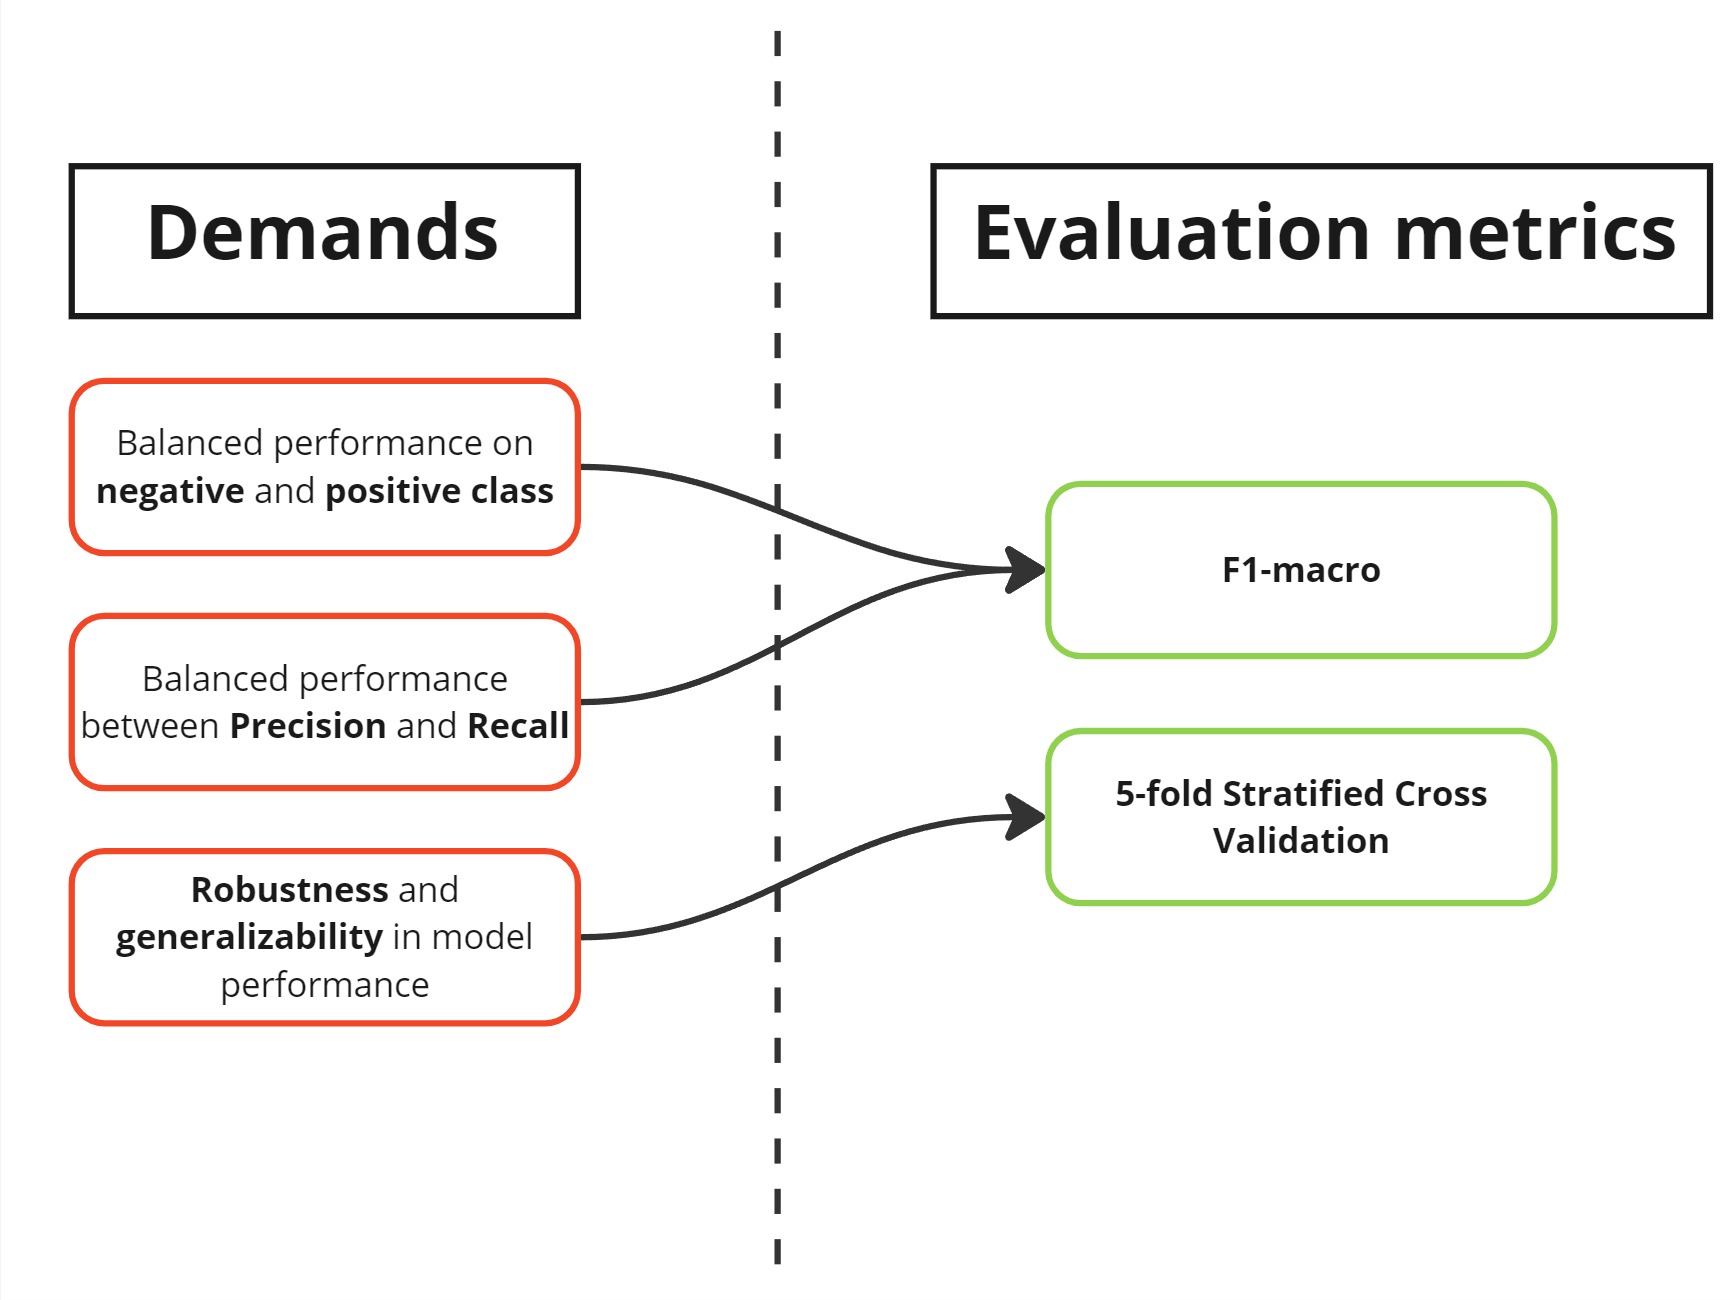 Demands
Evaluation metrics
Balanced performance on
negative and positive class
Balanced performance
between Precision and Recall
Robustness and
generalizability in model
performance
F1-macro
5-fold Stratified Cross
Validation